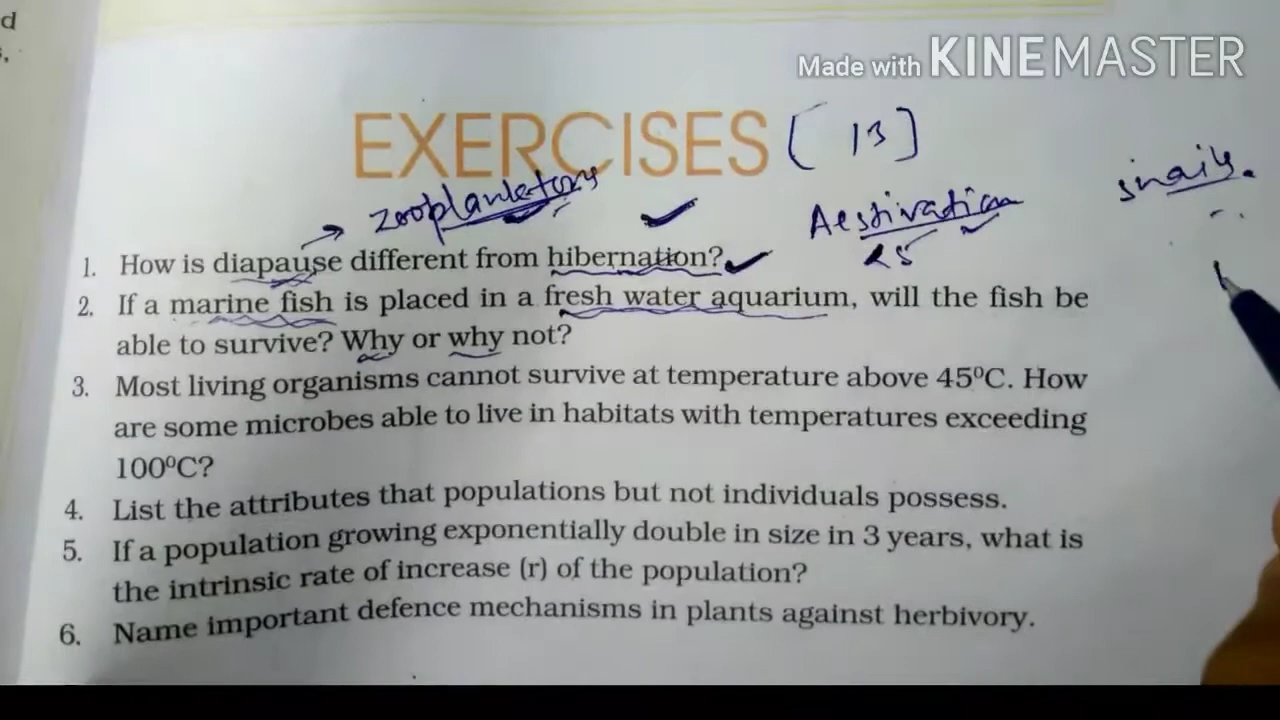 d
s.
Made with KINEMASTER
EXERCISES [ 13 ]
zooplanktons
Aestivation
snails.
1. How is diapause different from hibernation?
2. If a marine fish is placed in a fresh water aquarium, will the fish be
able to survive? Why or why not?
3. Most living organisms cannot survive at temperature above 45⁰C. How
are some microbes able to live in habitats with temperatures exceeding
100⁰C?
4. List the attributes that populations but not individuals possess.
5. If a population growing exponentially double in size in 3 years, what is
the intrinsic rate of increase (r) of the population?
6. Name important defence mechanisms in plants against herbivory.